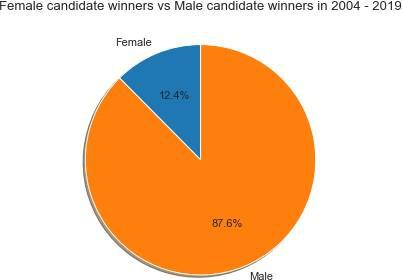 Female candidate winners vs Male candidate winners in 2004 - 2019
Female
12.4%
87.6%
Male